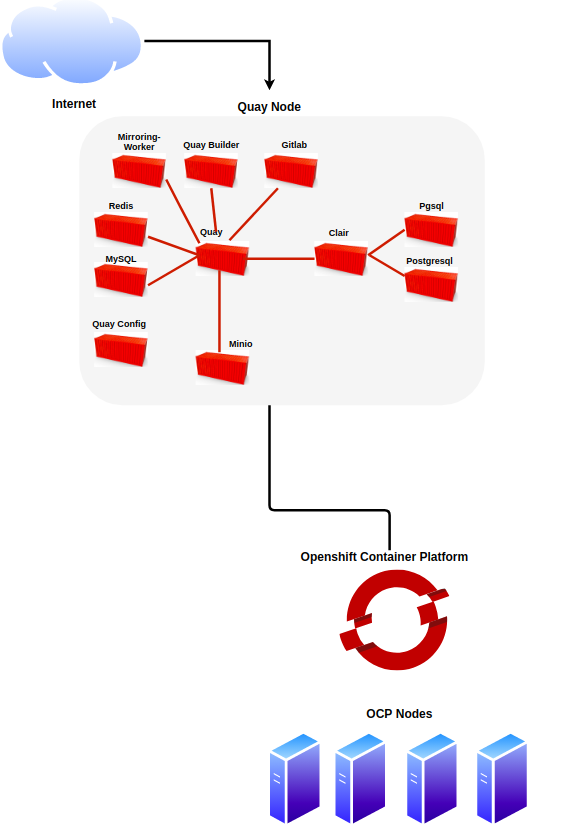 Internet
Quay Node
Mirroring-
Worker
Quay Builder
Gitlab
Redis
Quay
Clair
Pgsql
MySQL
Postgresql
Quay Config
Minio
Openshift Container Platform
OCP Nodes